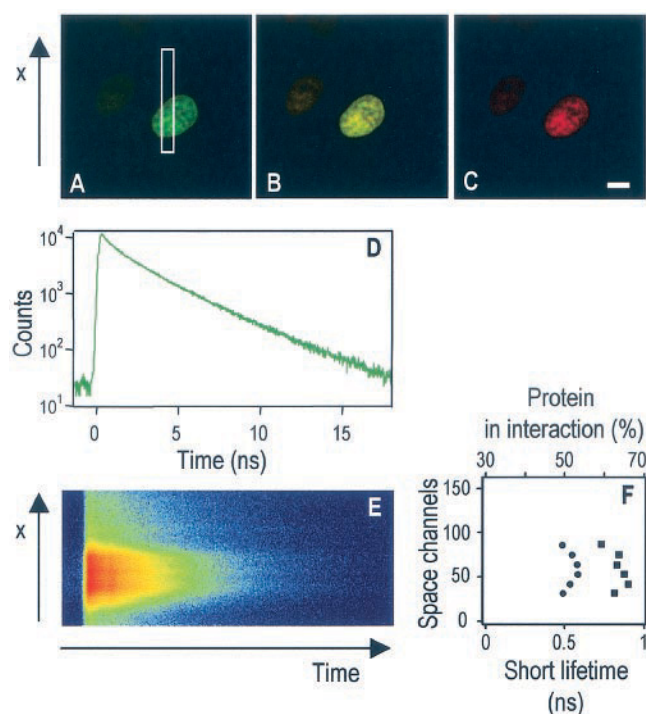 x
A
B
C
D
10⁴
10³
10²
10¹
Counts
0 5 10 15
Time (ns)
x
E
Time
Protein
in interaction (%)
30 50 70
F
150
100
50
0
Space channels
0 0.5 1
Short lifetime
(ns)